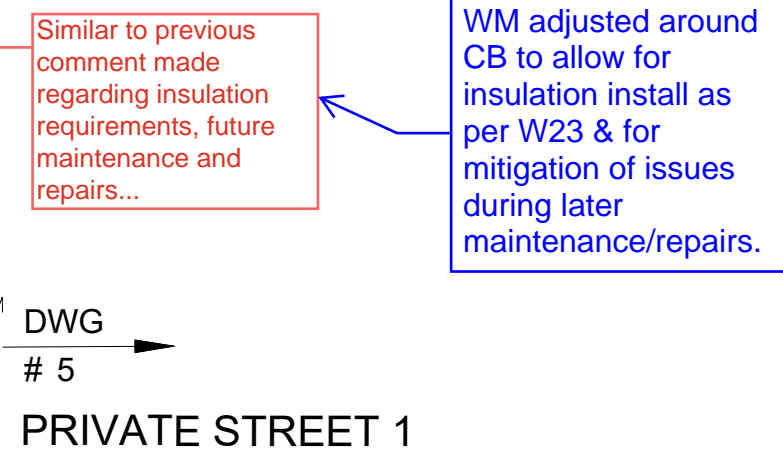 Similar to previous
comment made
regarding insulation
requirements, future
maintenance and
repairs...
WM adjusted around
CB to allow for
insulation install as
per W23 & for
mitigation of issues
during later
maintenance/repairs.
DWG
# 5
PRIVATE STREET 1